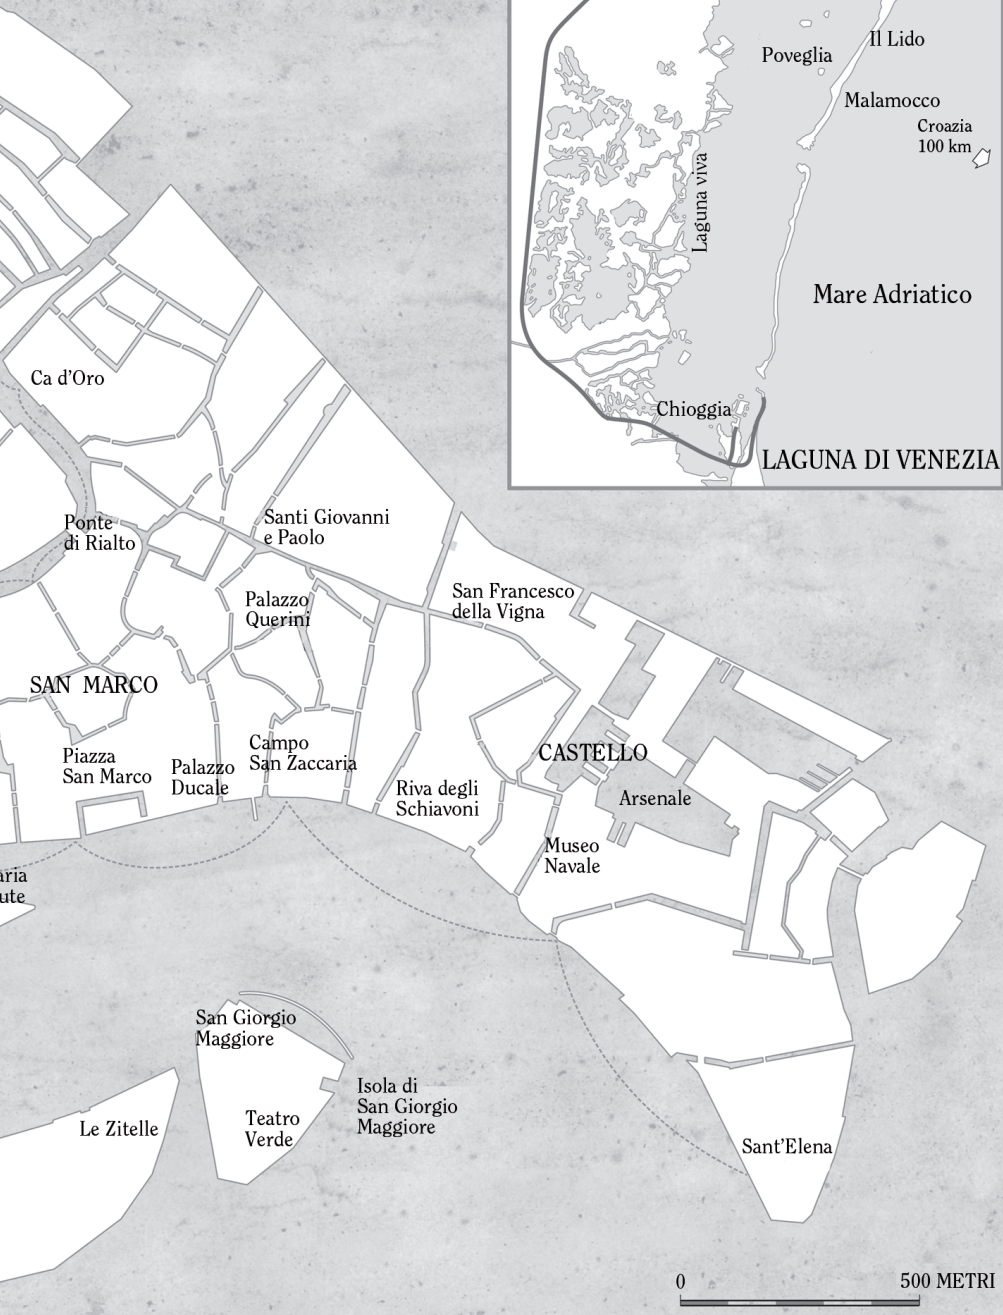 Il Lido
Poveglia
Malamocco
Croazia
100 km
Laguna viva
Mare Adriatico
Chioggia
LAGUNA DI VENEZIA
Ca d'Oro
Ponte
di Rialto
Santi Giovanni
e Paolo
San Francesco
della Vigna
Palazzo
Querini
SAN MARCO
Piazza
San Marco
Palazzo
Ducale
Campo
San Zaccaria
CASTELLO
Riva degli
Schiavoni
Arsenale
Museo
Navale
aria
ute
San Giorgio
Maggiore
Isola di
San Giorgio
Maggiore
Teatro
Verde
Le Zitelle
Sant'Elena
0 500 METRI